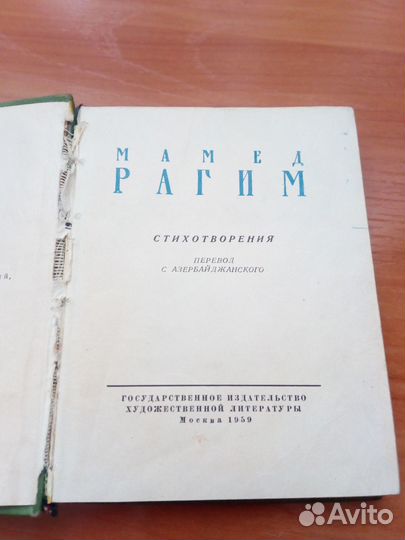 й,
МАМЕД
РАГИМ
СТИХОТВОРЕНИЯ
ПЕРЕВОД
С АЗЕРБАЙДЖАНСКОГО
ГОСУДАРСТВЕННОЕ ИЗДАТЕЛЬСТВО
ХУДОЖЕСТВЕННОЙ ЛИТЕРАТУРЫ
Москва 1959
Avito